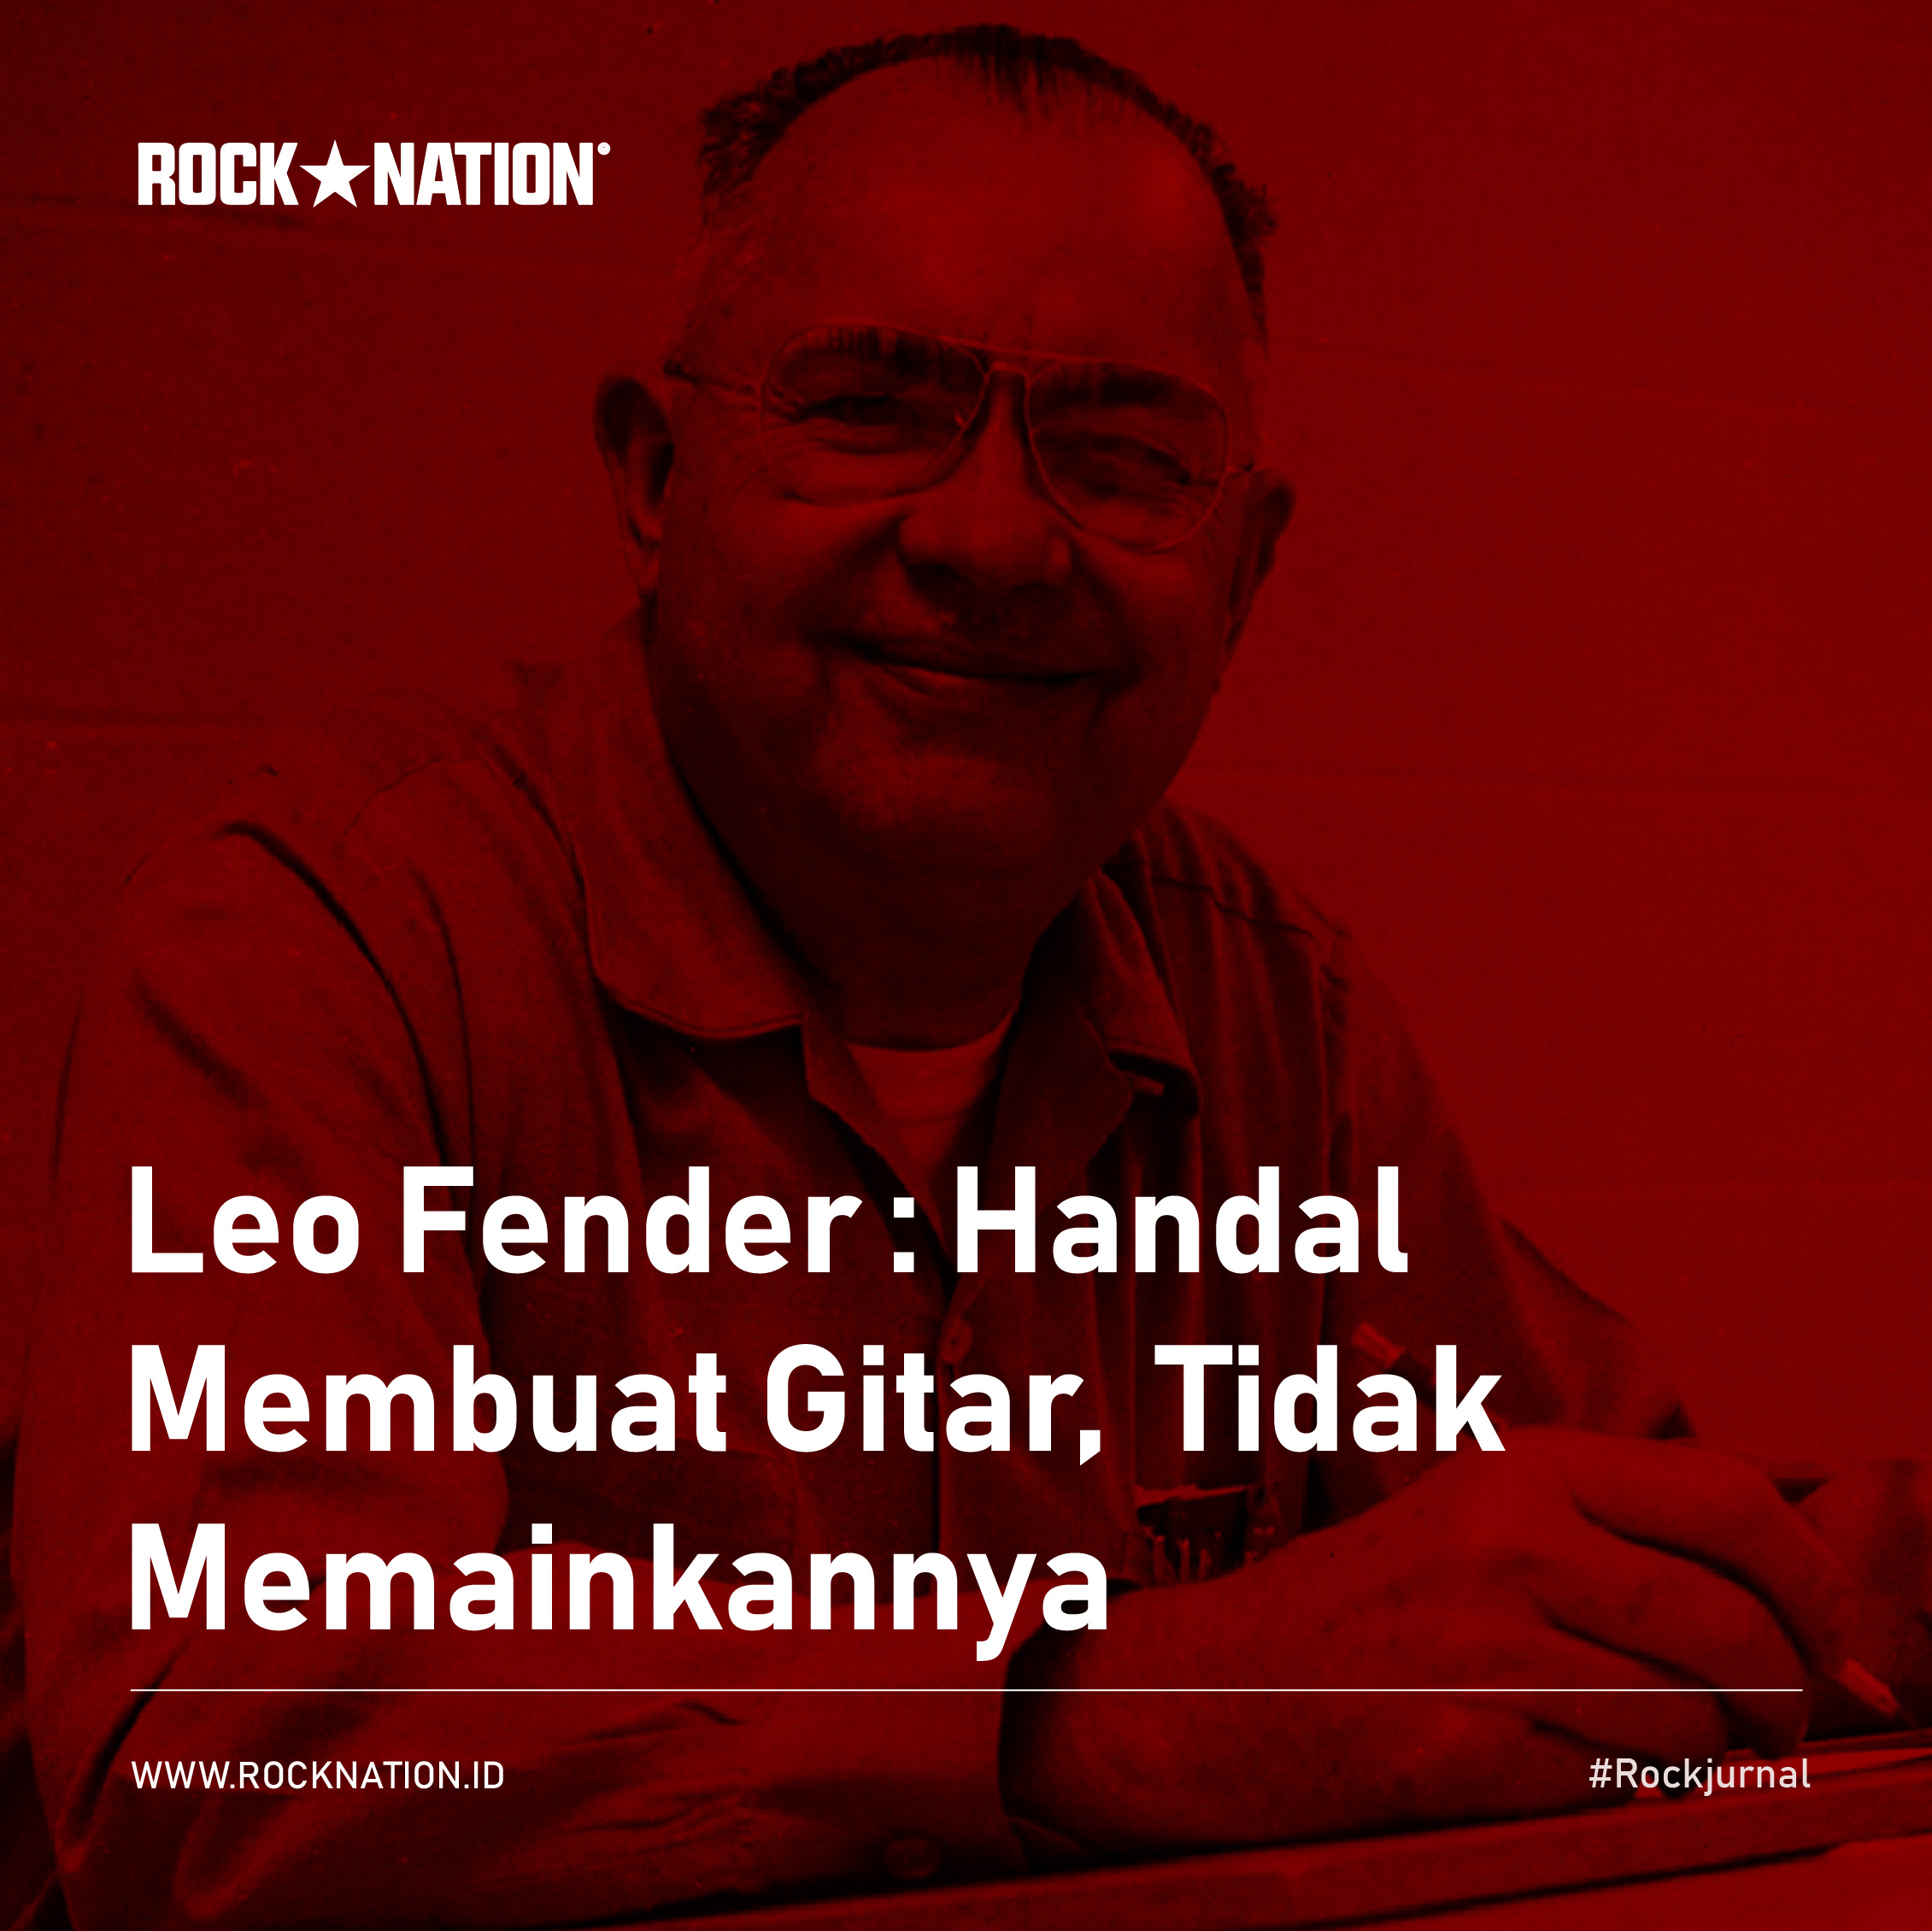 ROCK★NATION
Leo Fender : Handal
Membuat Gitar, Tidak
Memainkannya
WWW.ROCKNATION.ID
#Rockjurnal